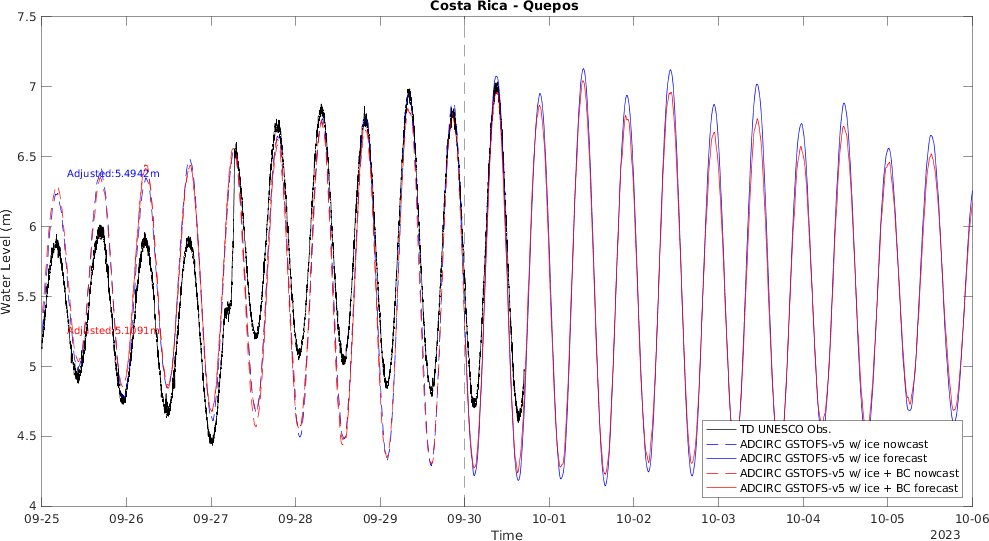 Costa Rica - Quepos
7.5
7
6.5
6
5.5
5
4.5
4
Water Level (m)
Adjusted:5.4942m
Adjusted:5.1091m
TD UNESCO Obs.
ADCIRC GSTOFS-v5 w/ ice nowcast
ADCIRC GSTOFS-v5 w/ ice forecast
ADCIRC GSTOFS-v5 w/ ice + BC nowcast
ADCIRC GSTOFS-v5 w/ ice + BC forecast
09-25 09-26 09-27 09-28 09-29 09-30 10-01 10-02 10-03 10-04 10-05 10-06
Time
2023